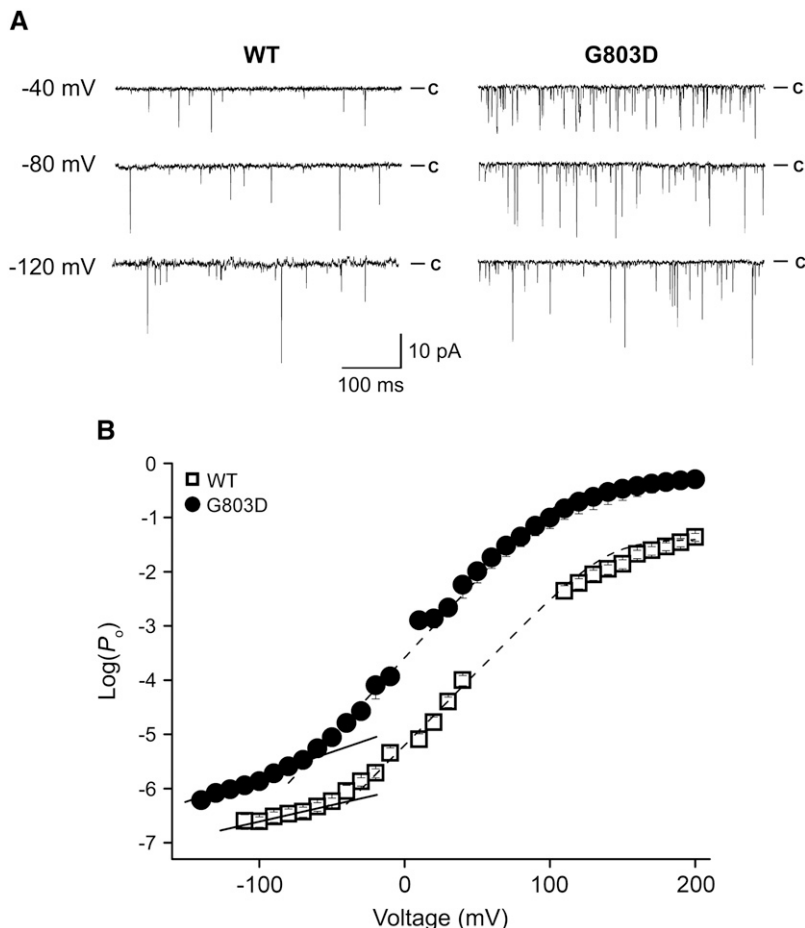 A
WT G803D
-40 mV c c
-80 mV c c
-120 mV c c
10 pA
100 ms
B
WT
G803D
0
-1
-2
-3
-4
-5
-6
-7
Log(Po)
-100 0 100 200
Voltage (mV)